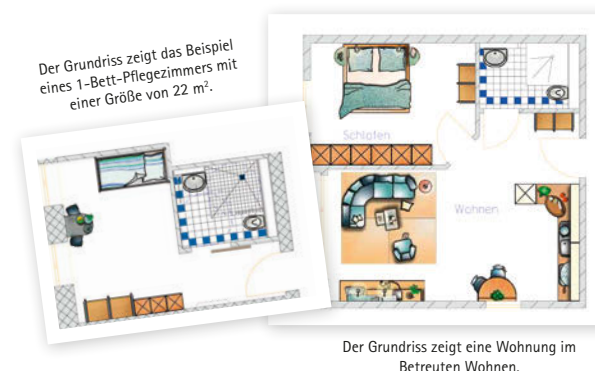 Der Grundriss zeigt das Beispiel
eines 1-Bett-Pflegezimmers mit
einer Größe von 22 m².
Schlafen
Wohnen
Der Grundriss zeigt eine Wohnung im
Betreuten Wohnen.